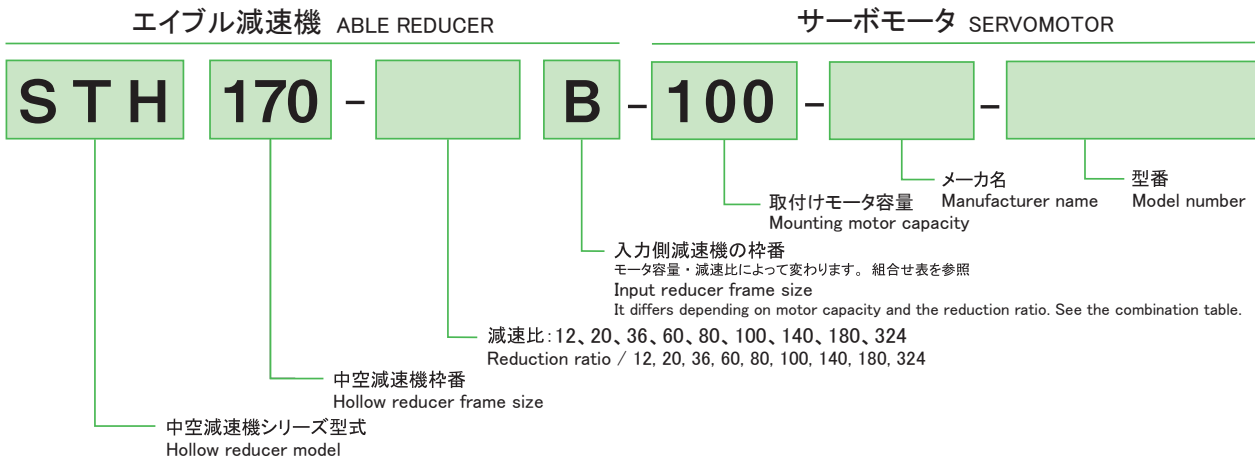 エイブル減速機 ABLE REDUCER
サーボモータ SERVOMOTOR
STH 170 - B - 100 - -
メーカ名
Manufacturer name
型番
Model number
取付けモータ容量
Mounting motor capacity
入力側減速機の枠番
モータ容量・減速比によって変わります。 組合せ表を参照
Input reducer frame size
It differs depending on motor capacity and the reduction ratio. See the combination table.
減速比：12、20、36、60、80、100、140、180、324
Reduction ratio / 12, 20, 36, 60, 80, 100, 140, 180, 324
中空減速機枠番
Hollow reducer frame size
中空減速機シリーズ型式
Hollow reducer model